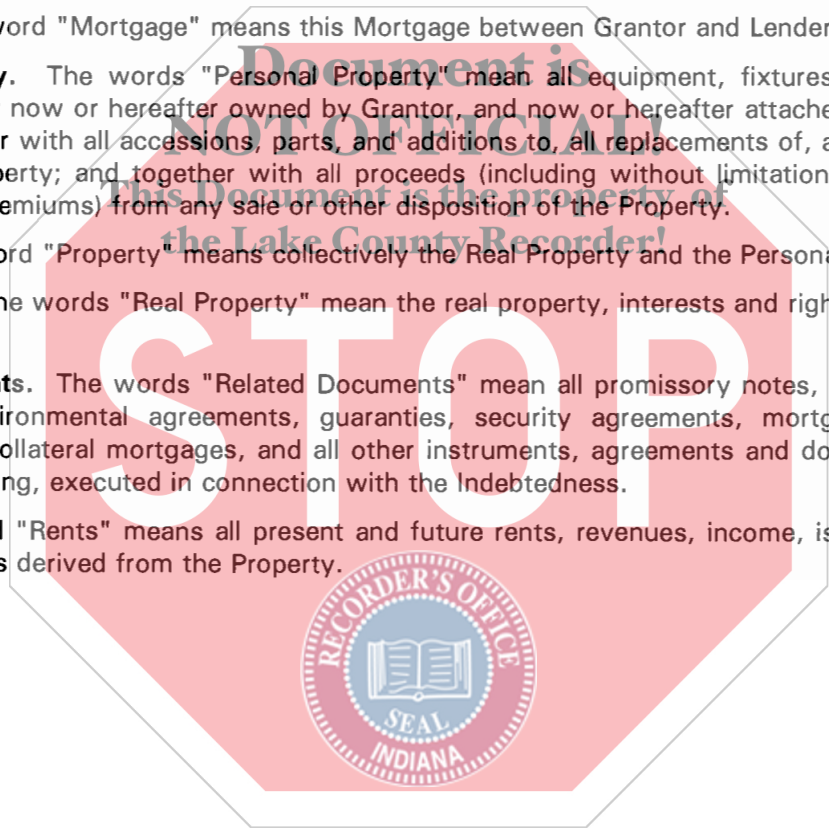 word "Mortgage" means this Mortgage between Grantor and Lender
Document is
y. The words "Personal Property" mean all equipment, fixtures
now or hereafter owned by Grantor, and now or hereafter attache
NOT OFFICIAL!
r with all accessions, parts, and additions to, all replacements of, a
perty; and together with all proceeds (including without limitation
This Document is the property of
emiums) from any sale or other disposition of the Property.
the Lake County Recorder!
ord "Property" means collectively the Real Property and the Persona
he words "Real Property" mean the real property, interests and righ
STOP
ts. The words "Related Documents" mean all promissory notes,
vironmental agreements, guaranties, security agreements, mortg
ollateral mortgages, and all other instruments, agreements and do
ng, executed in connection with the Indebtedness.
"Rents" means all present and future rents, revenues, income, is
s derived from the Property.
RECORDER'S OFFICE
SEAL
INDIANA